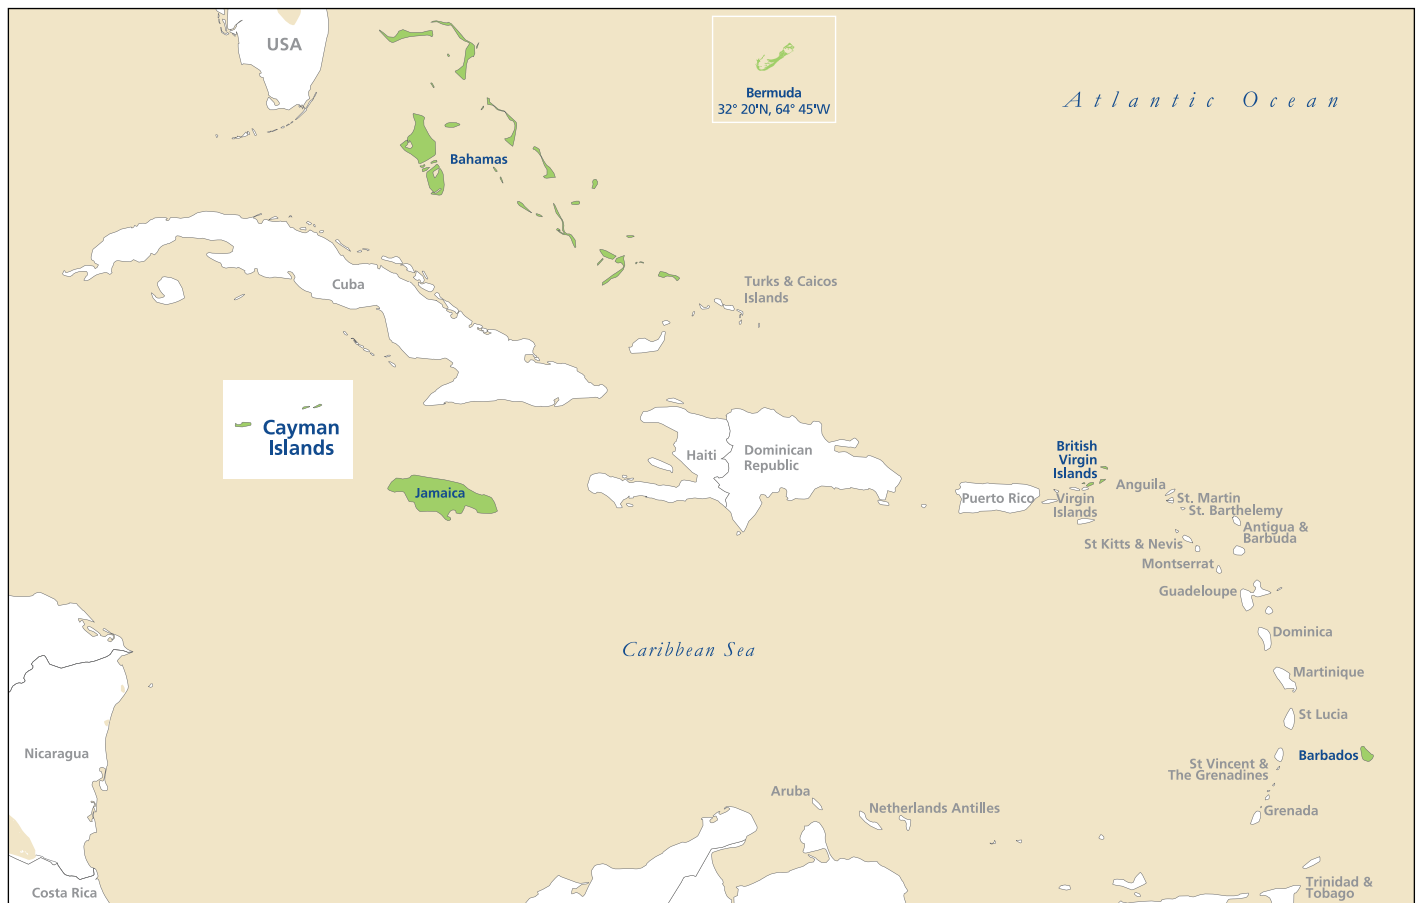 USA
Bermuda
32° 20'N, 64° 45'W
Atlantic Ocean
Bahamas
Cuba
Turks & Caicos
Islands
Cayman
Islands
Jamaica
Haiti
Dominican
Republic
Puerto Rico
British
Virgin
Islands
Virgin
Islands
Anguila
St. Martin
St. Barthelemy
Antigua &
Barbuda
St Kitts & Nevis
Montserrat
Guadeloupe
Dominica
Caribbean Sea
Martinique
St Lucia
Nicaragua
Barbados
St Vincent &
The Grenadines
Aruba
Netherlands Antilles
Grenada
Costa Rica
Trinidad &
Tobago